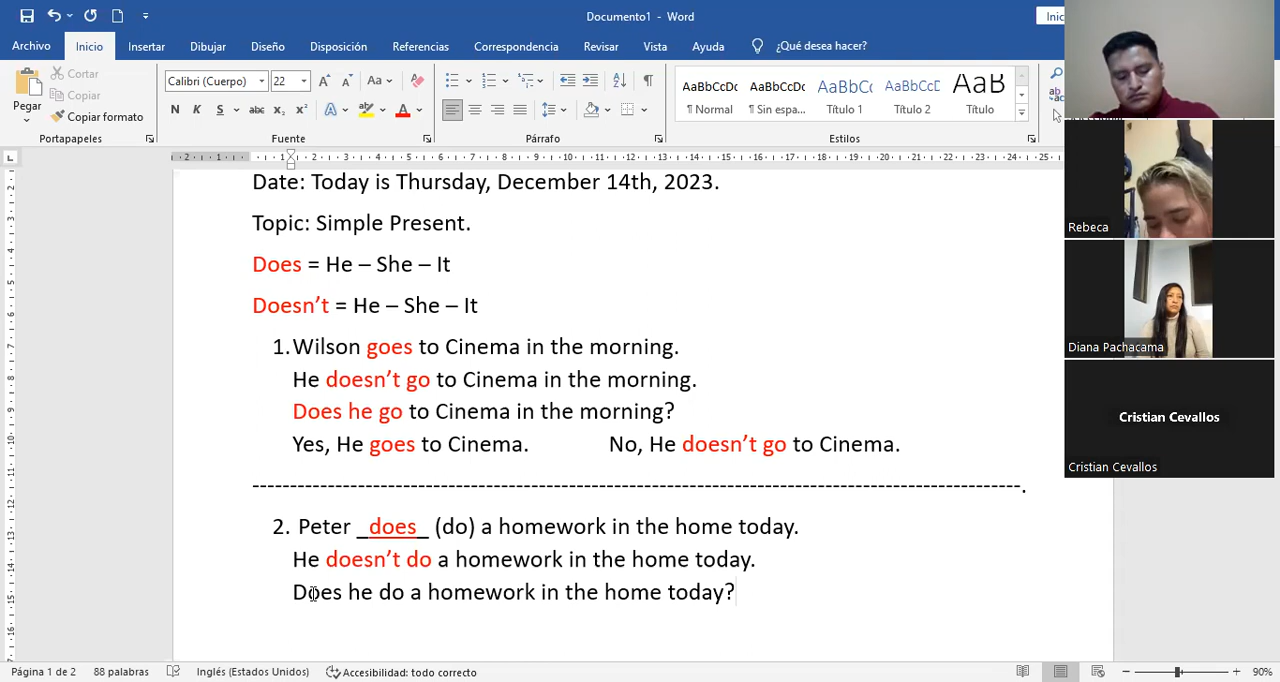 Documento1 - Word
Archivo Inicio Insertar Dibujar Diseño Disposición Referencias Correspondencia Revisar Vista Ayuda ¿Qué desea hacer?
Pegar
Cortar
Copiar
Copiar formato
Portapapeles
Calibri (Cuerpo) 22
N K S abc x₂ x²
Fuente
Párrafo
AaBbCcDc AaBbCcDc AaBbCc AaBbCcD AaB
¶ Normal ¶ Sin espa... Título 1 Título 2 Título
Estilos
Date: Today is Thursday, December 14th, 2023.
Topic: Simple Present.
Does = He – She – It
Doesn’t = He – She – It
1. Wilson goes to Cinema in the morning.
He doesn’t go to Cinema in the morning.
Does he go to Cinema in the morning?
Yes, He goes to Cinema. No, He doesn’t go to Cinema.
2. Peter _does_ (do) a homework in the home today.
He doesn’t do a homework in the home today.
Does he do a homework in the home today?
Rebeca
Diana Pachacama
Cristian Cevallos
Cristian Cevallos
Página 1 de 2 88 palabras Inglés (Estados Unidos) Accesibilidad: todo correcto 90%